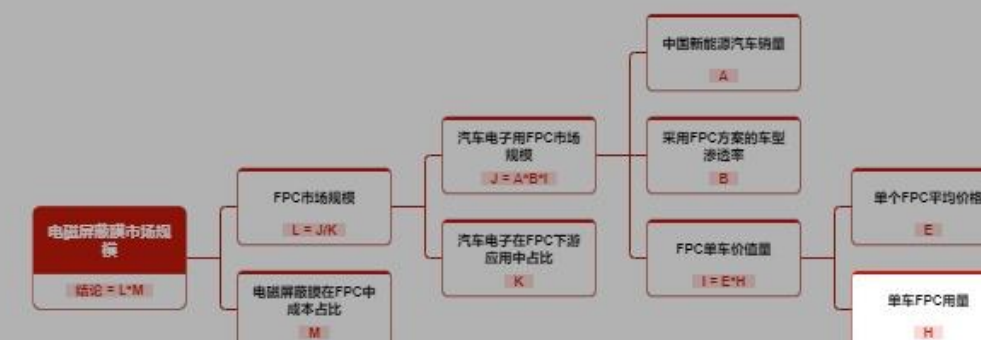 中国新能源汽车销量
A
汽车电子用FPC市场
规模
J = A*B*I
采用FPC方案的车型
渗透率
B
FPC市场规模
L = J/K
单个FPC平均价格
E
电磁屏蔽膜市场规
模
结论 = L*M
汽车电子在FPC下游
应用中占比
K
FPC单车价值量
I = E*H
电磁屏蔽膜在FPC中
成本占比
M
单车FPC用量
H